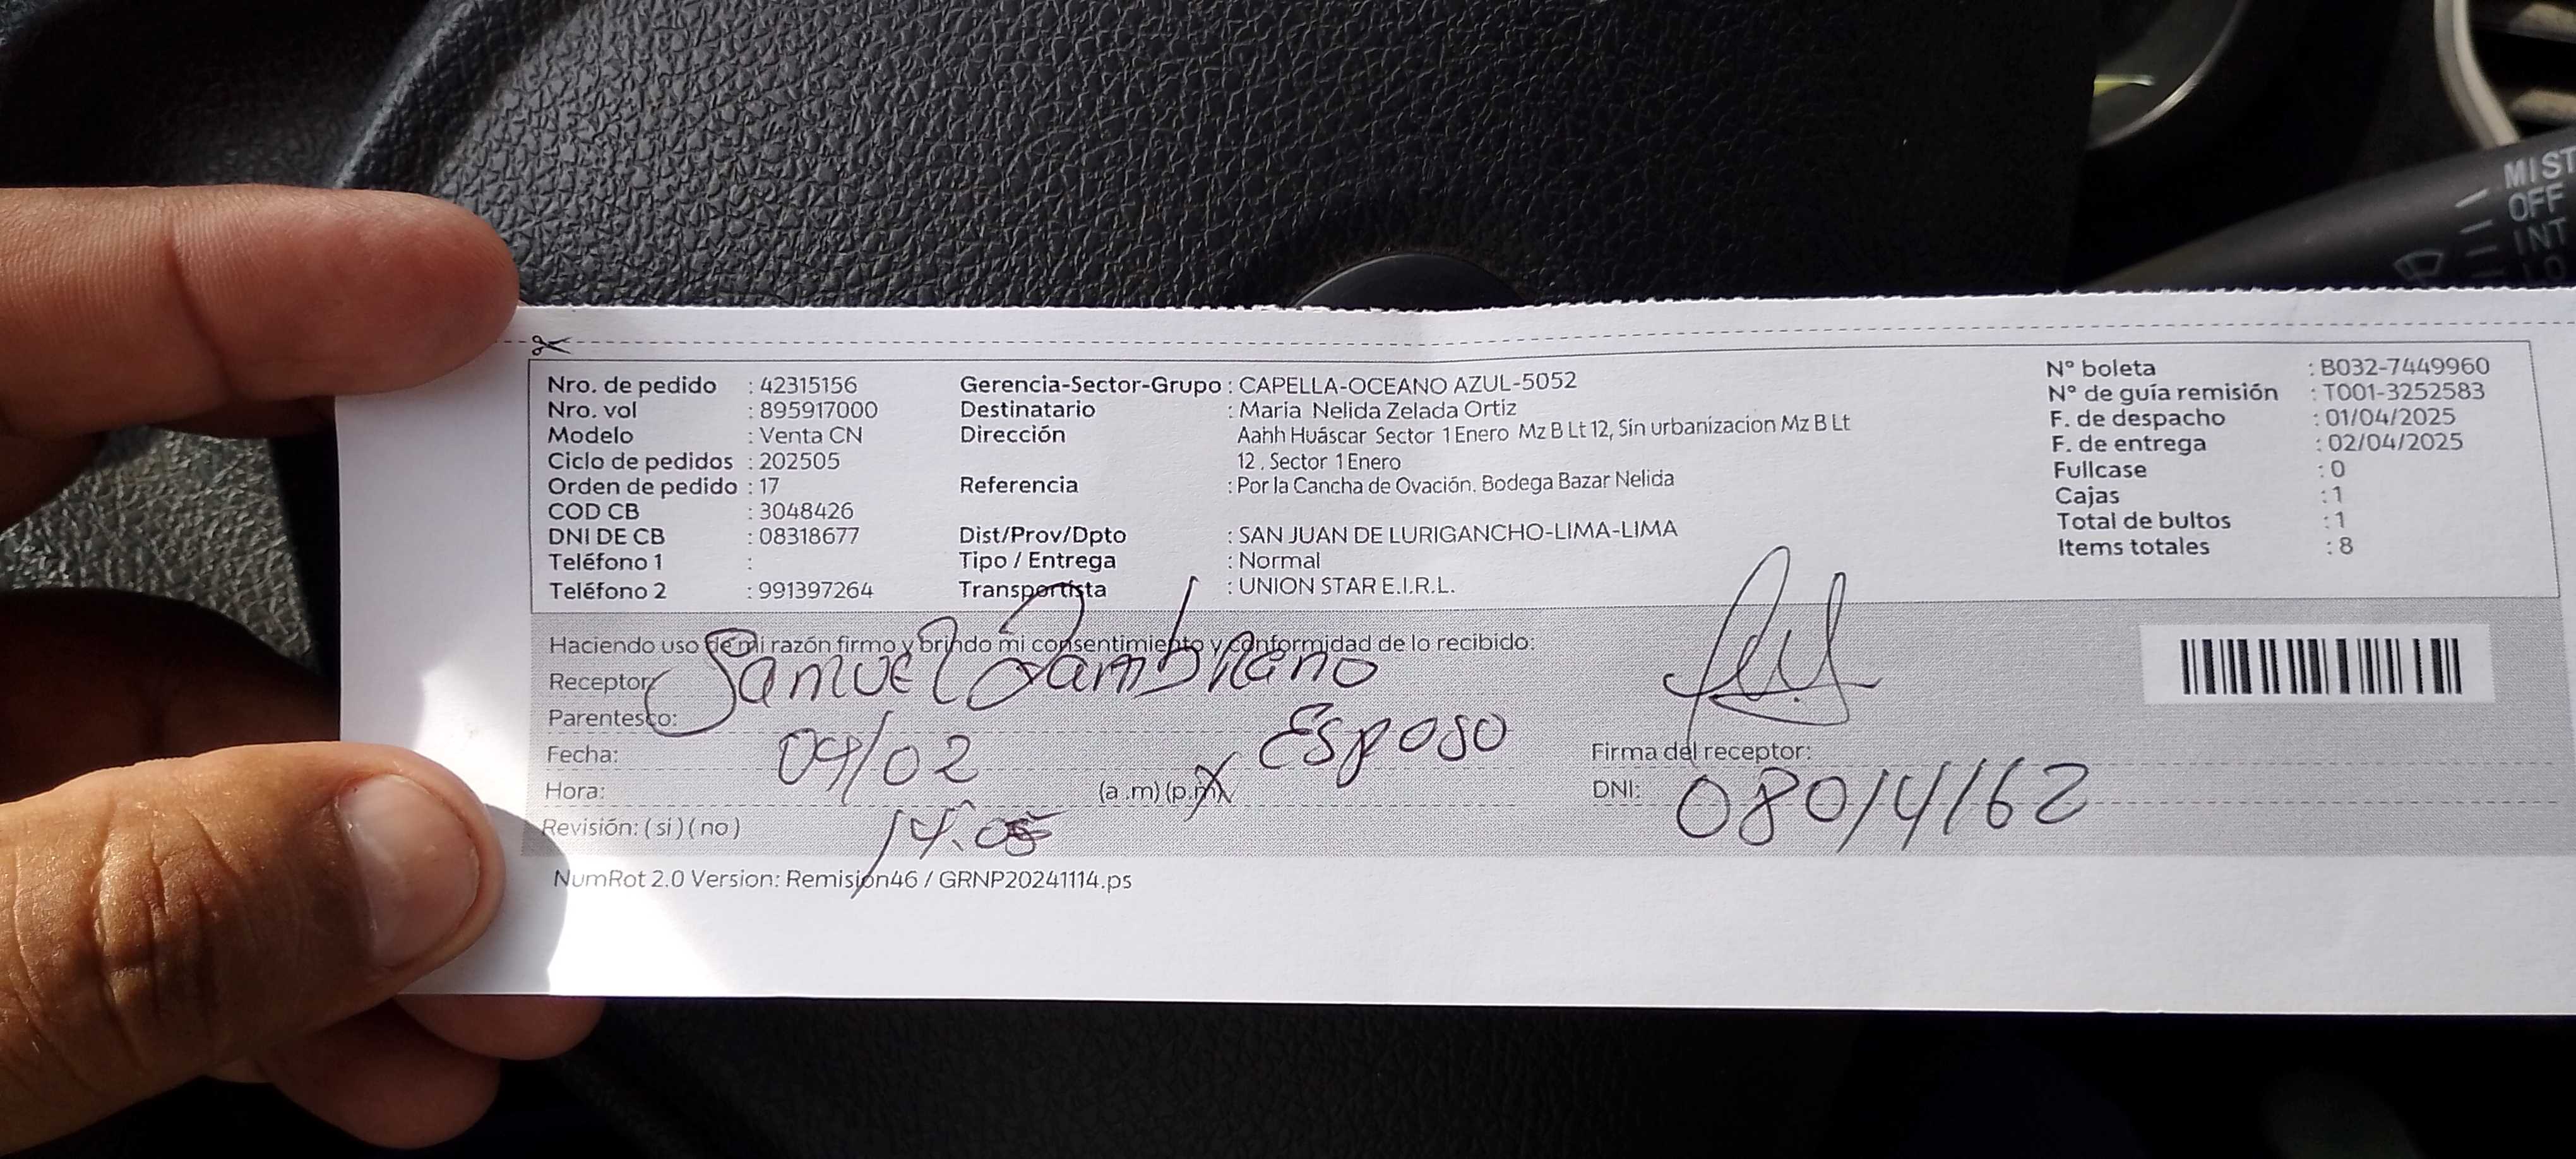 Nro. de pedido : 42315156
Nro. vol : 895917000
Modelo : Venta CN
Ciclo de pedidos : 202505
Orden de pedido : 17
COD CB : 3048426
DNI DE CB : 08318677
Teléfono 1 :
Teléfono 2 : 991397264
Gerencia-Sector-Grupo : CAPELLA-OCEANO AZUL-5052
Destinatario : Maria Nelida Zelada Ortiz
Dirección Aahh Huáscar Sector 1 Enero Mz B Lt 12, Sin urbanizacion Mz B Lt
12 , Sector 1 Enero
Referencia : Por la Cancha de Ovación, Bodega Bazar Nelida
Dist/Prov/Dpto : SAN JUAN DE LURIGANCHO-LIMA-LIMA
Tipo / Entrega : Normal
Transportista : UNION STAR E.I.R.L.
N° boleta : B032-7449960
N° de guía remisión : T001-3252583
F. de despacho : 01/04/2025
F. de entrega : 02/04/2025
Fullcase : 0
Cajas : 1
Total de bultos : 1
Items totales : 8
Haciendo uso de mi razón firmo y brindo mi consentimiento y conformidad de lo recibido:
Receptor: Samuel Zambrano
Parentesco: Esposo
Fecha: 04/02
Hora: (a .m) (p.m)
14:05
Revisión: ( si ) ( no )
Firma del receptor:
DNI: 08014162
NumRot 2.0 Version: Remision46 / GRNP20241114.ps
MIST
OFF
INT
LO